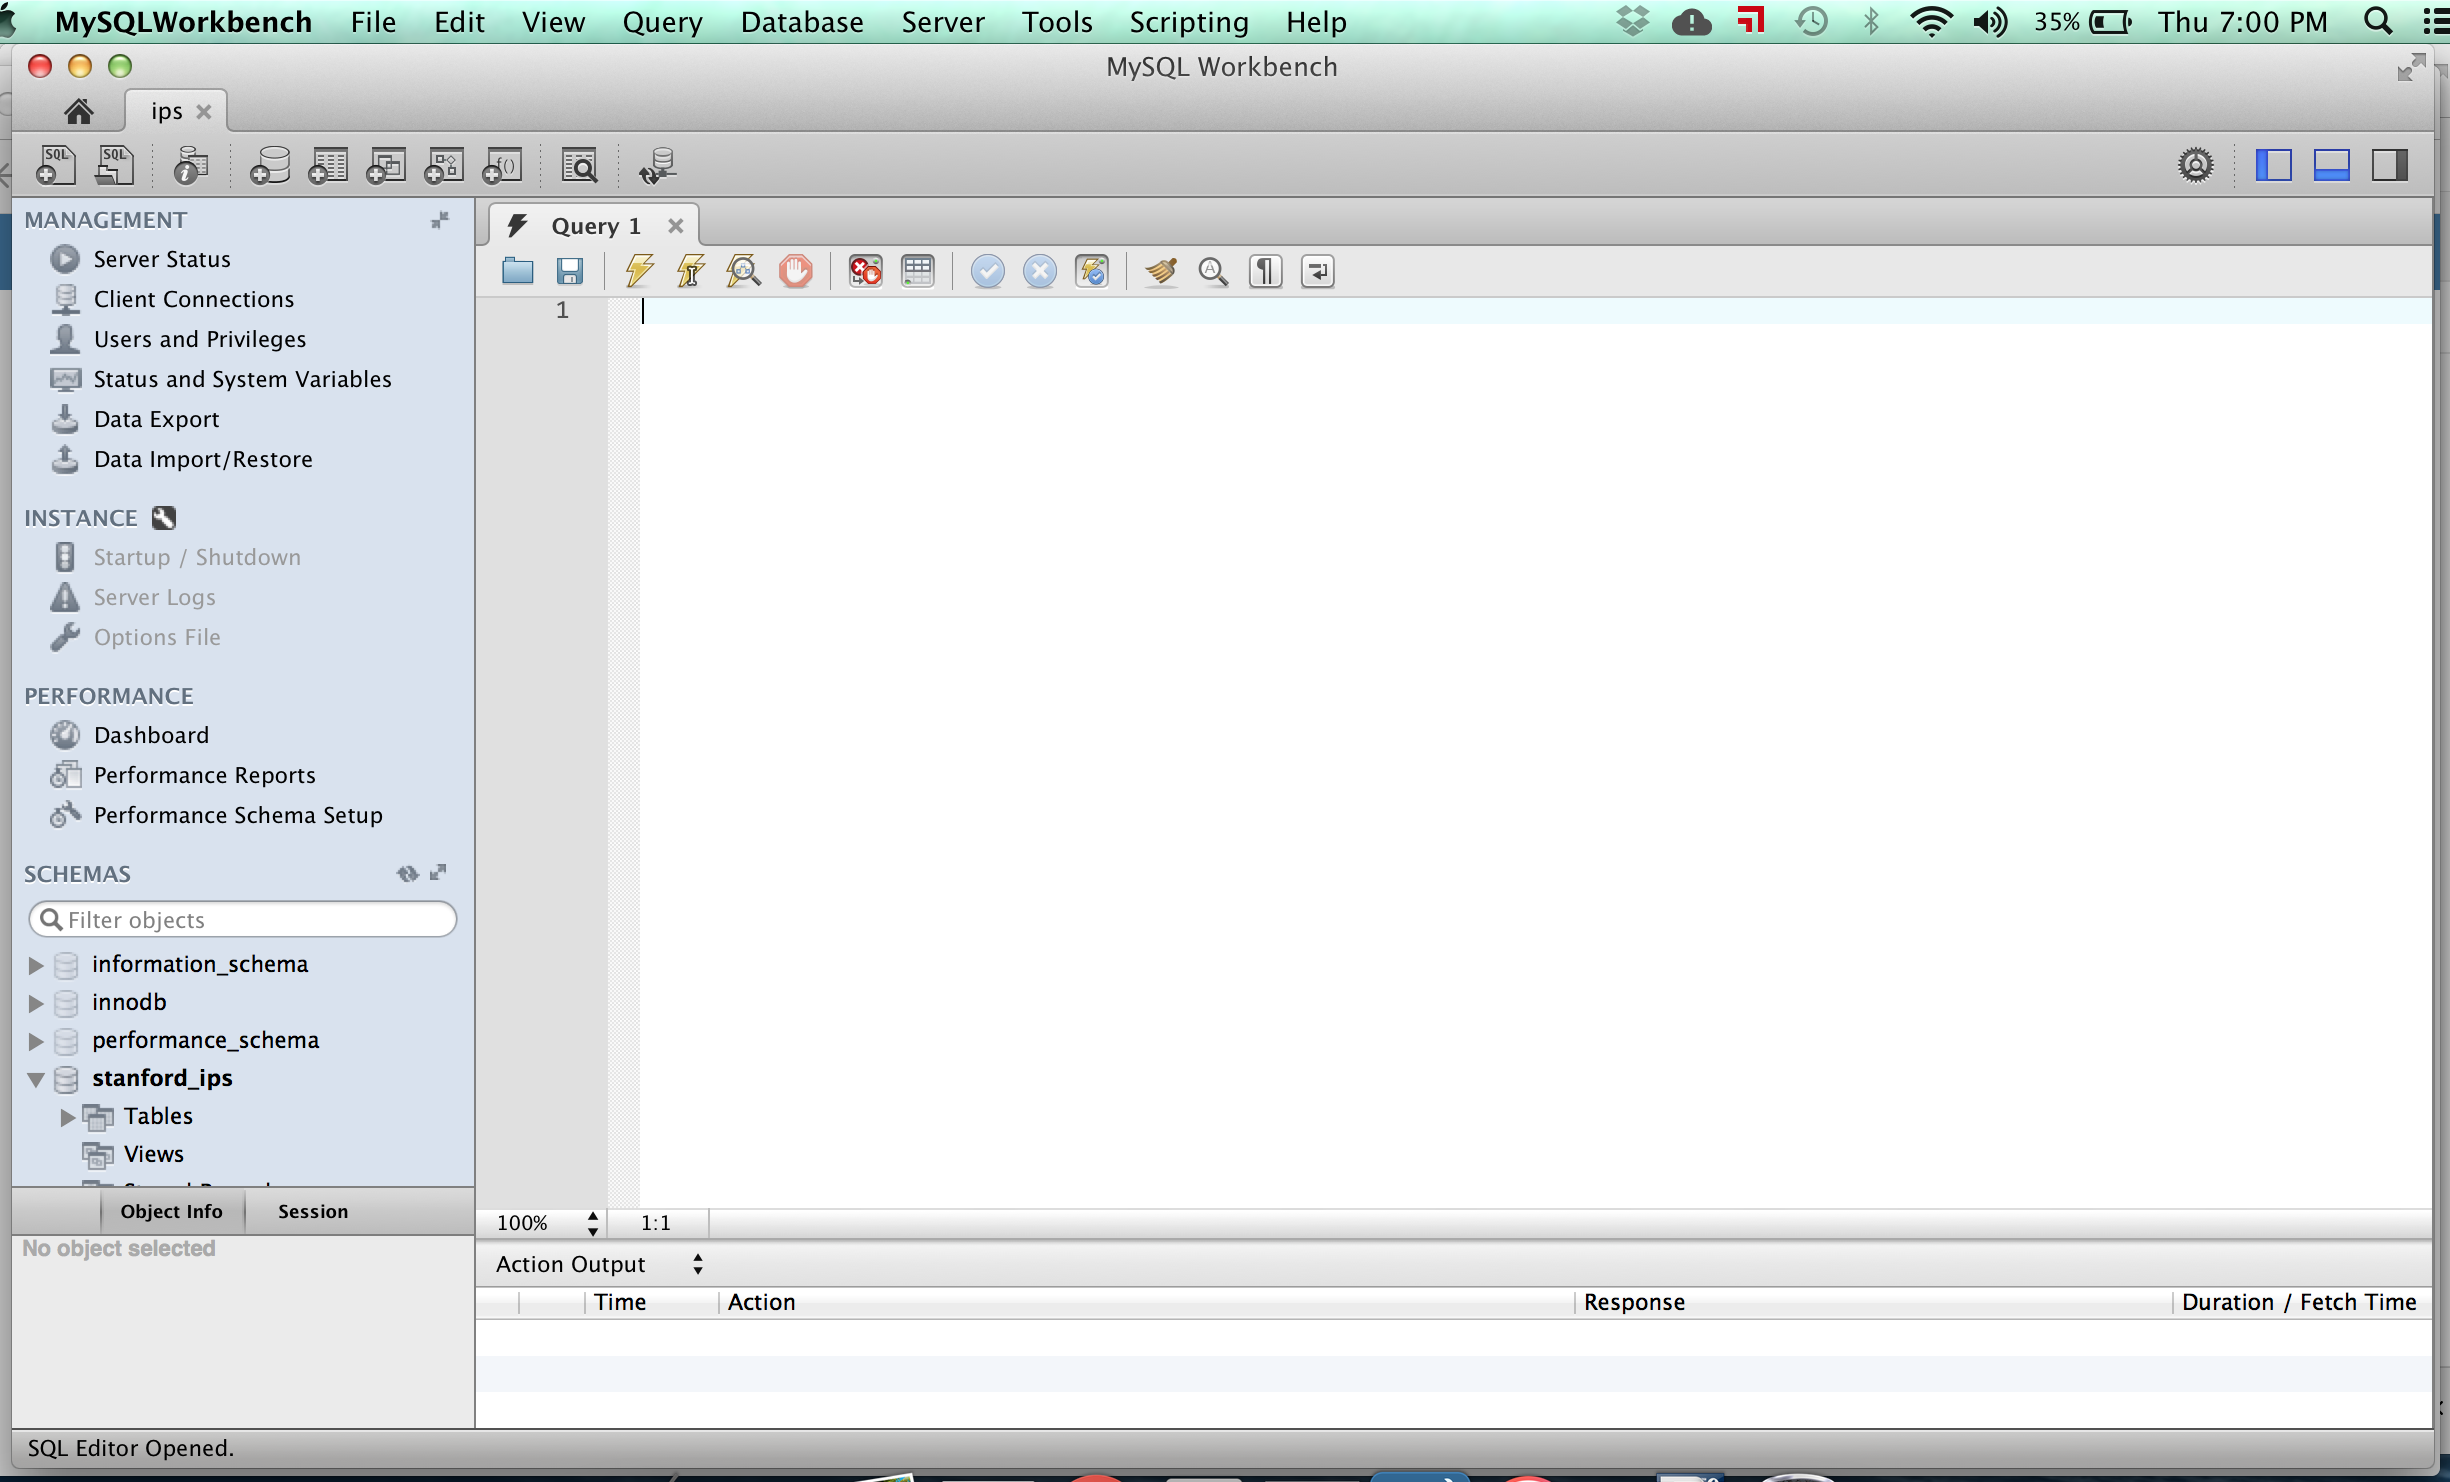 MySQLWorkbench File Edit View Query Database Server Tools Scripting Help 35% Thu 7:00 PM
MySQL Workbench
ips
SQL SQL
MANAGEMENT
Server Status
Client Connections
Users and Privileges
Status and System Variables
Data Export
Data Import/Restore
INSTANCE
Startup / Shutdown
Server Logs
Options File
PERFORMANCE
Dashboard
Performance Reports
Performance Schema Setup
SCHEMAS
Filter objects
information_schema
innodb
performance_schema
stanford_ips
Tables
Views
Object Info Session
No object selected
Query 1
1
100% 1:1
Action Output
Time Action Response Duration / Fetch Time
SQL Editor Opened.